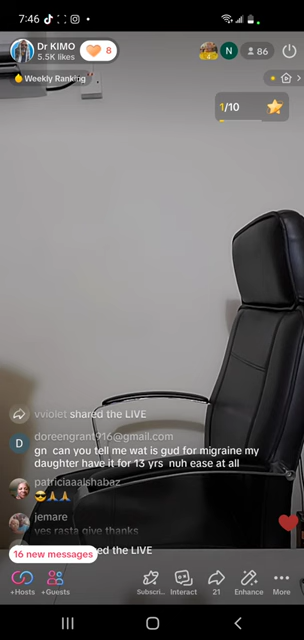 7:46
Dr KIMO
5.5K likes
8
N
86
Weekly Ranking
1/10
vviolet shared the LIVE
D
doreengrant916@gmail.com
gn can you tell me wat is gud for migraine my
daughter have it for 13 yrs nuh ease at all
patriciaaalshabaz
😎🙏🙏
jemare
yes rasta give thanks
16 new messages
ed the LIVE
+Hosts
+Guests
Subscri...
Interact
21
Enhance
More